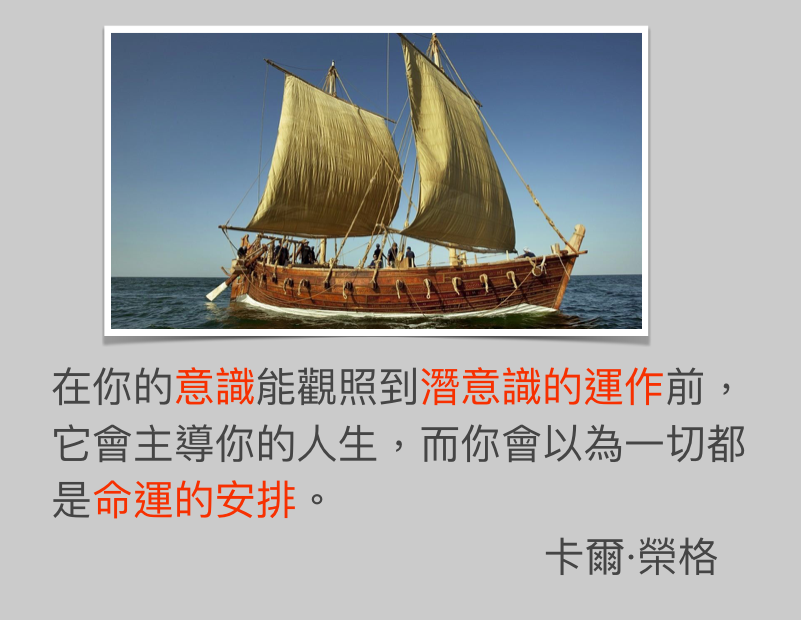 在你的意識能觀照到潛意識的運作前，
它會主導你的人生，而你會以為一切都
是命運的安排。
卡爾·榮格